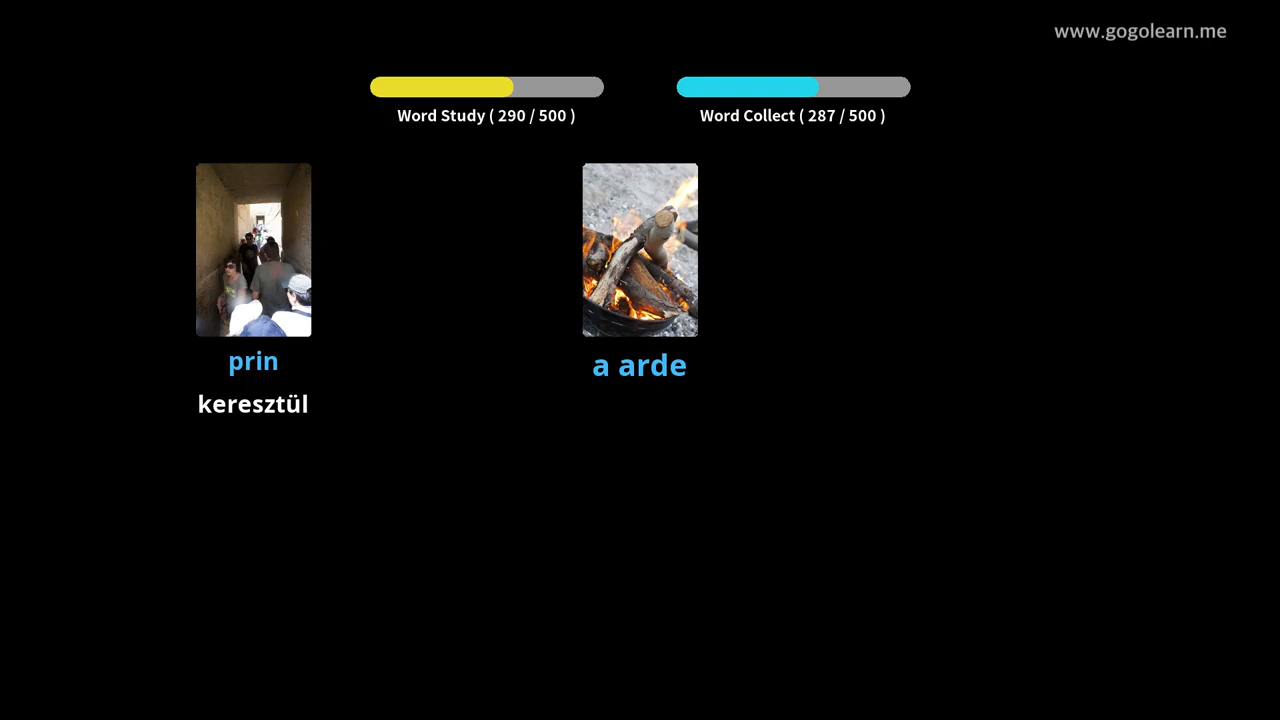 www.gogolearn.me
Word Study ( 290 / 500 )
Word Collect ( 287 / 500 )
prin
keresztül
a arde